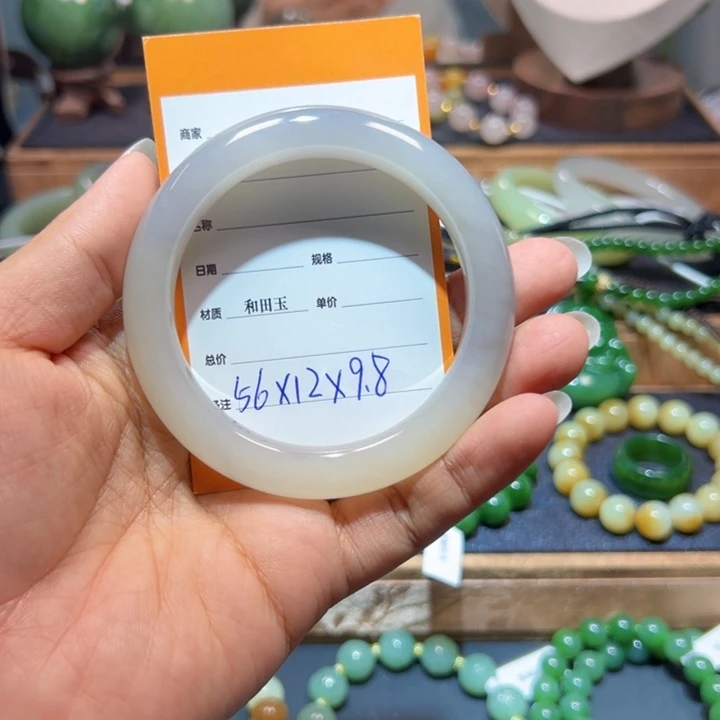 商家
称
日期 规格
材质 和田玉 单价
总价
注 56X12X9.8